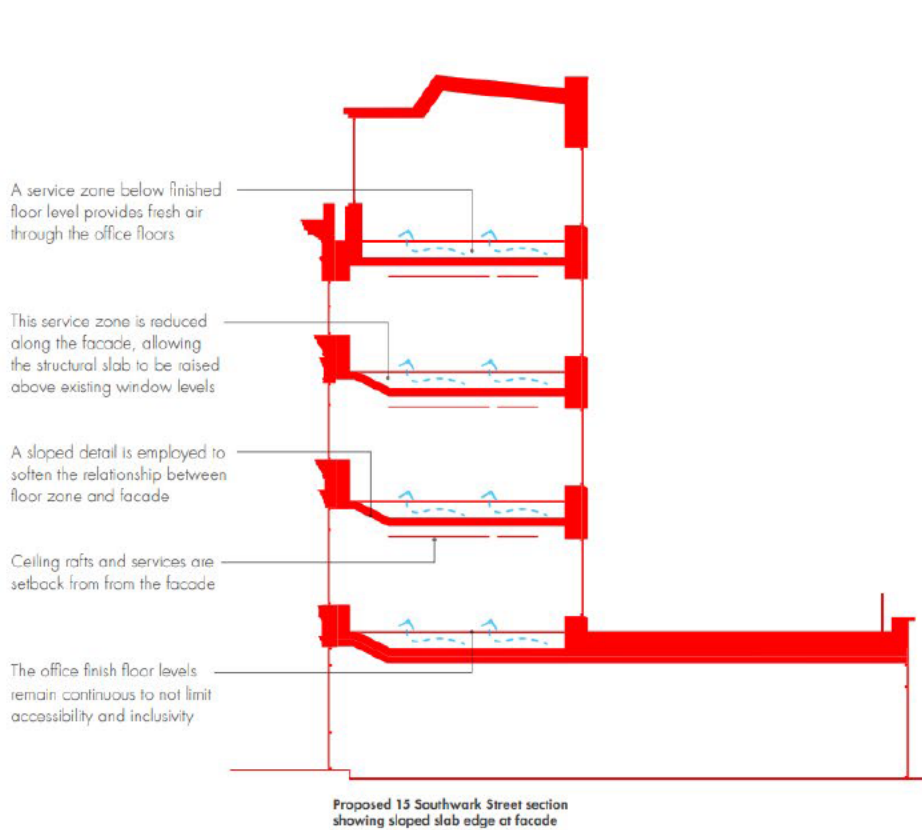 A service zone below finished
floor level provides fresh air
through the office floors
This service zone is reduced
along the facade, allowing
the structural slab to be raised
above existing window levels
A sloped detail is employed to
soften the relationship between
floor zone and facade
Ceiling rafts and services are
setback from from the facade
The office finish floor levels
remain continuous to not limit
accessibility and inclusivity
Proposed 15 Southwark Street section
showing sloped slab edge at facade